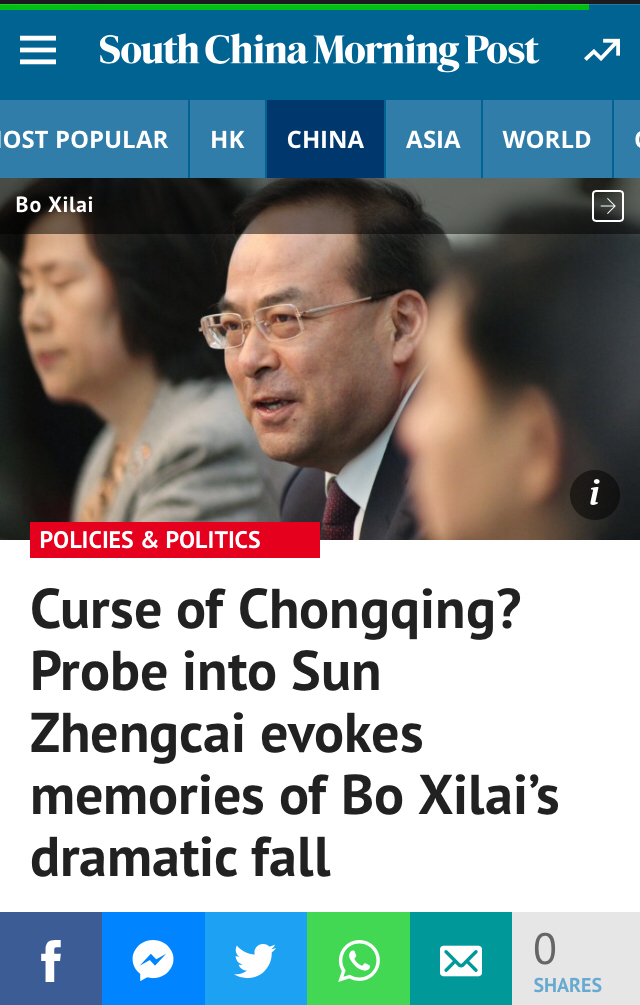 South China Morning Post
OST POPULAR HK CHINA ASIA WORLD
Bo Xilai
i
POLICIES & POLITICS
Curse of Chongqing?
Probe into Sun
Zhengcai evokes
memories of Bo Xilai’s
dramatic fall
0
SHARES